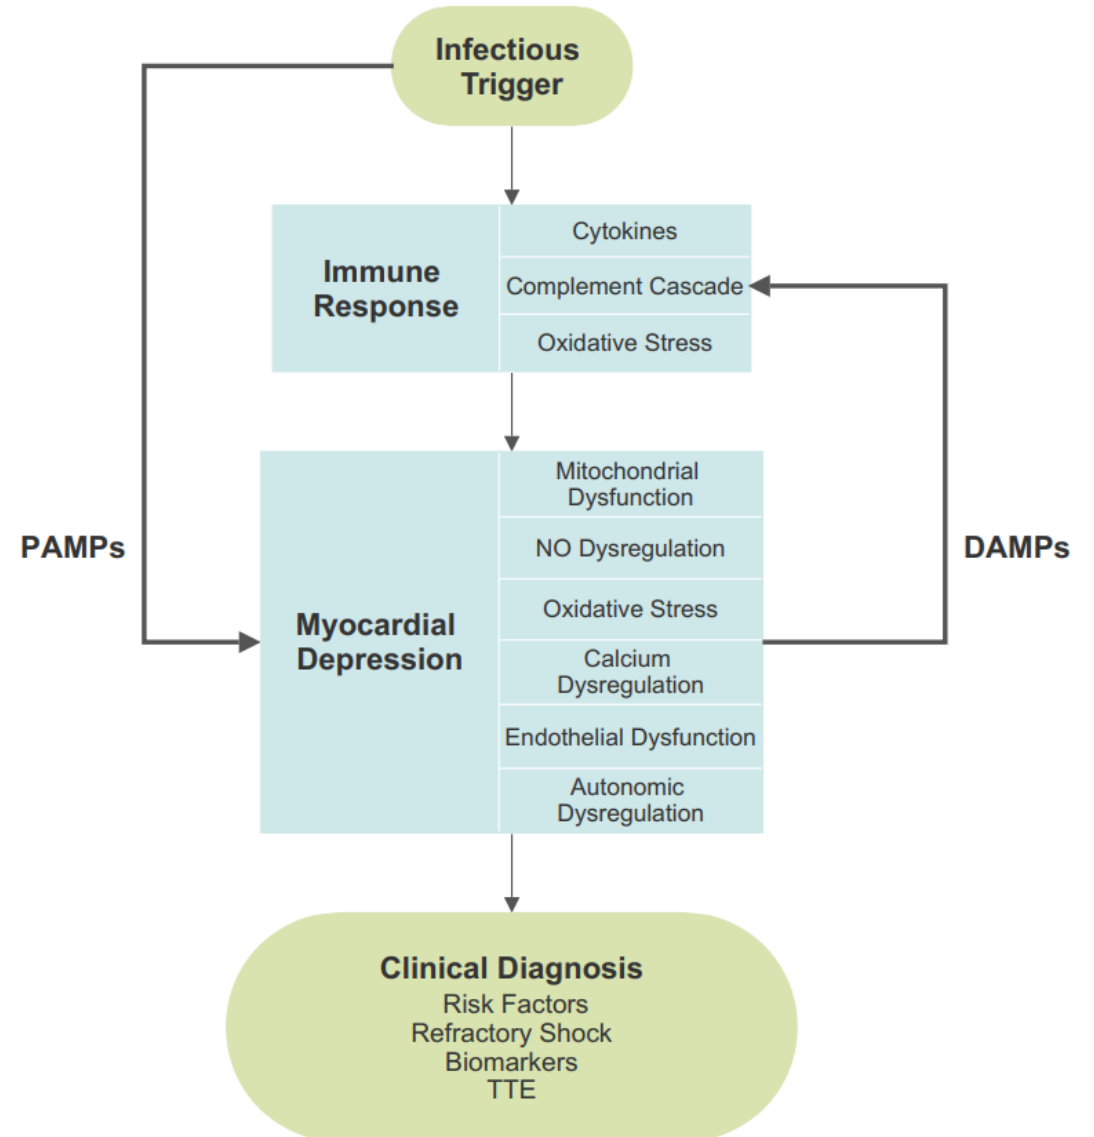 Infectious
Trigger
Immune
Response
Cytokines
Complement Cascade
Oxidative Stress
PAMPs
DAMPs
Myocardial
Depression
Mitochondrial
Dysfunction
NO Dysregulation
Oxidative Stress
Calcium
Dysregulation
Endothelial Dysfunction
Autonomic
Dysregulation
Clinical Diagnosis
Risk Factors
Refractory Shock
Biomarkers
TTE